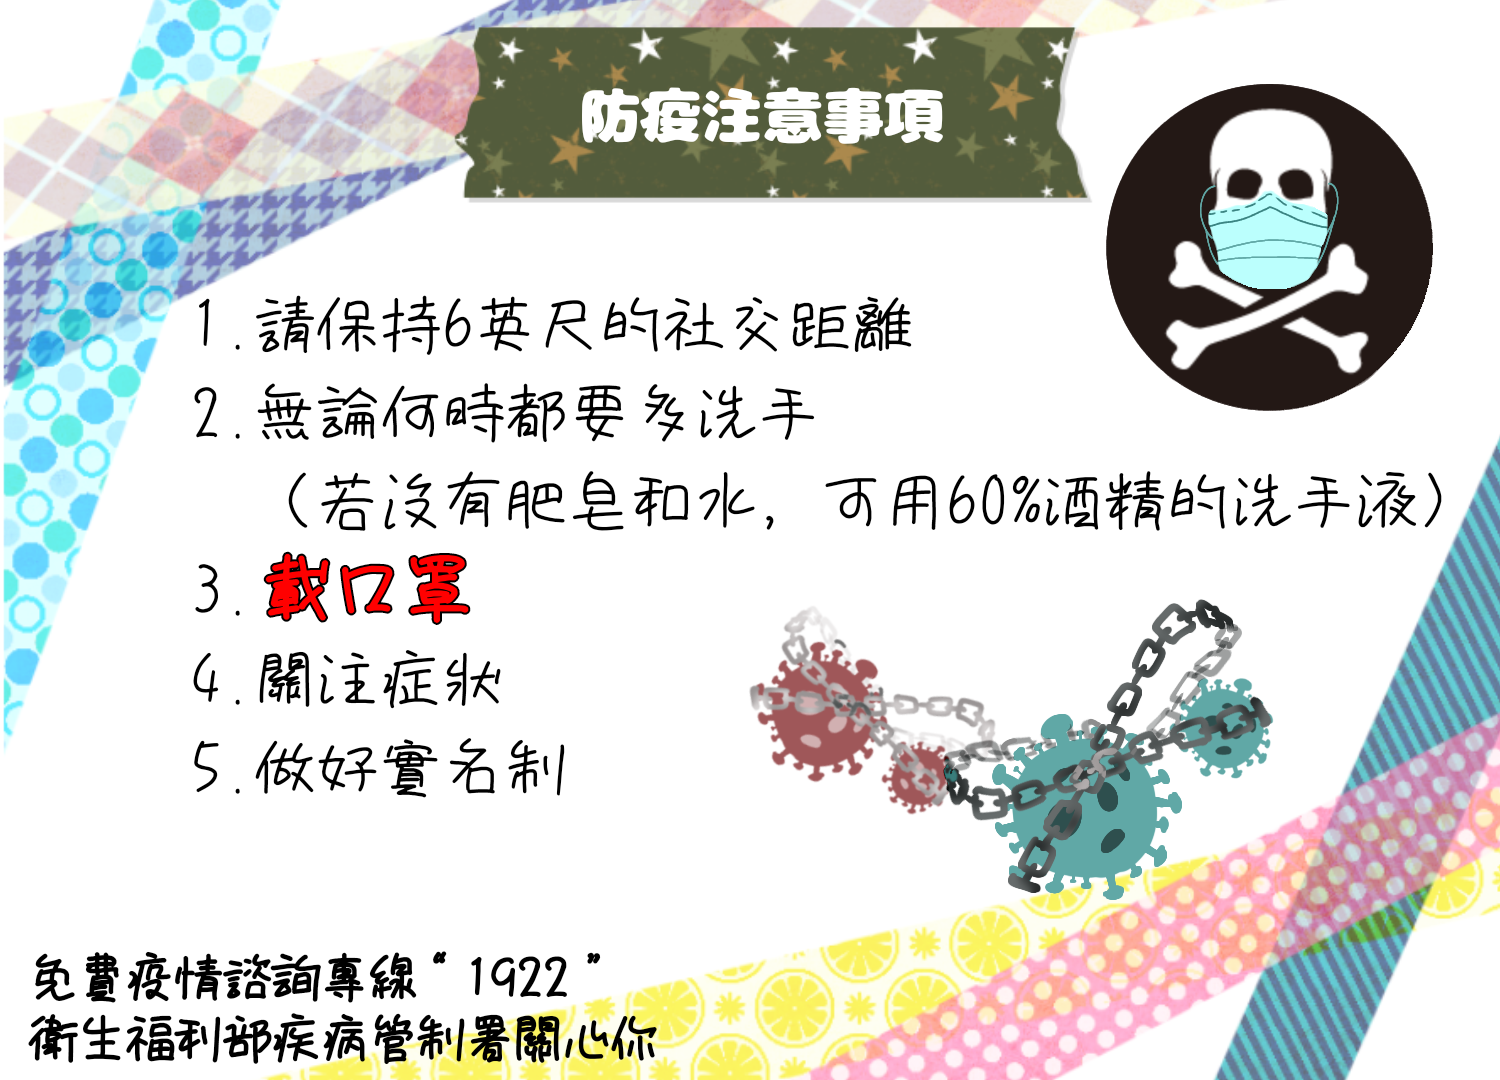 防疫注意事項
1.請保持6英尺的社交距離
2.無論何時都要多洗手
（若沒有肥皂和水，可用60%酒精的洗手液）
3.載口罩
4.關注症狀
5.做好實名制
免費疫情諮詢專線“1922”
衛生福利部疾病管制署關心你